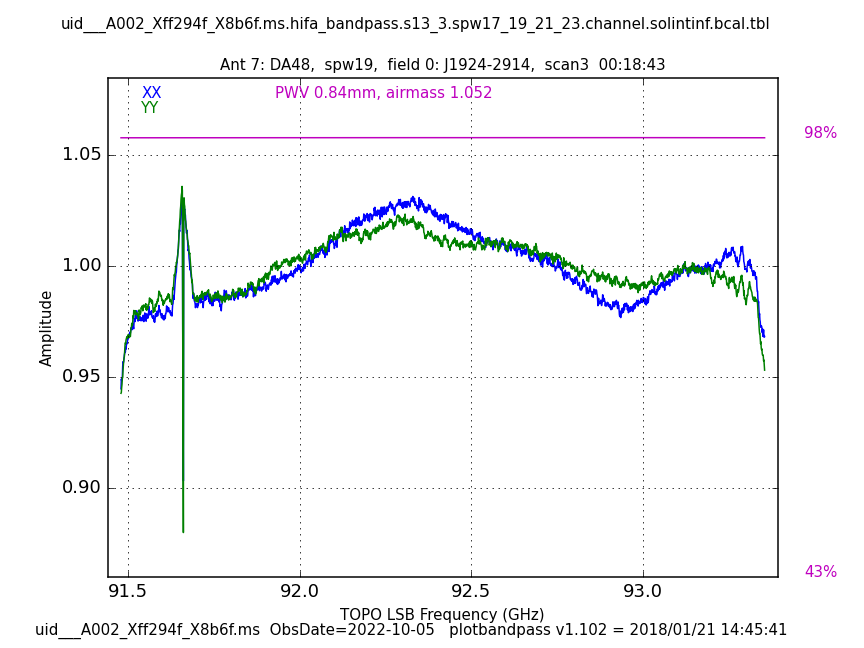 uid___A002_Xff294f_X8b6f.ms.hifa_bandpass.s13_3.spw17_19_21_23.channel.solintinf.bcal.tbl
Ant 7: DA48,  spw19,  field 0: J1924-2914,  scan3  00:18:43
XX
PWV 0.84mm, airmass 1.052
YY
98%
1.05
1.00
0.95
0.90
Amplitude
43%
91.5 92.0 92.5 93.0
TOPO LSB Frequency (GHz)
uid___A002_Xff294f_X8b6f.ms  ObsDate=2022-10-05   plotbandpass v1.102 = 2018/01/21 14:45:41